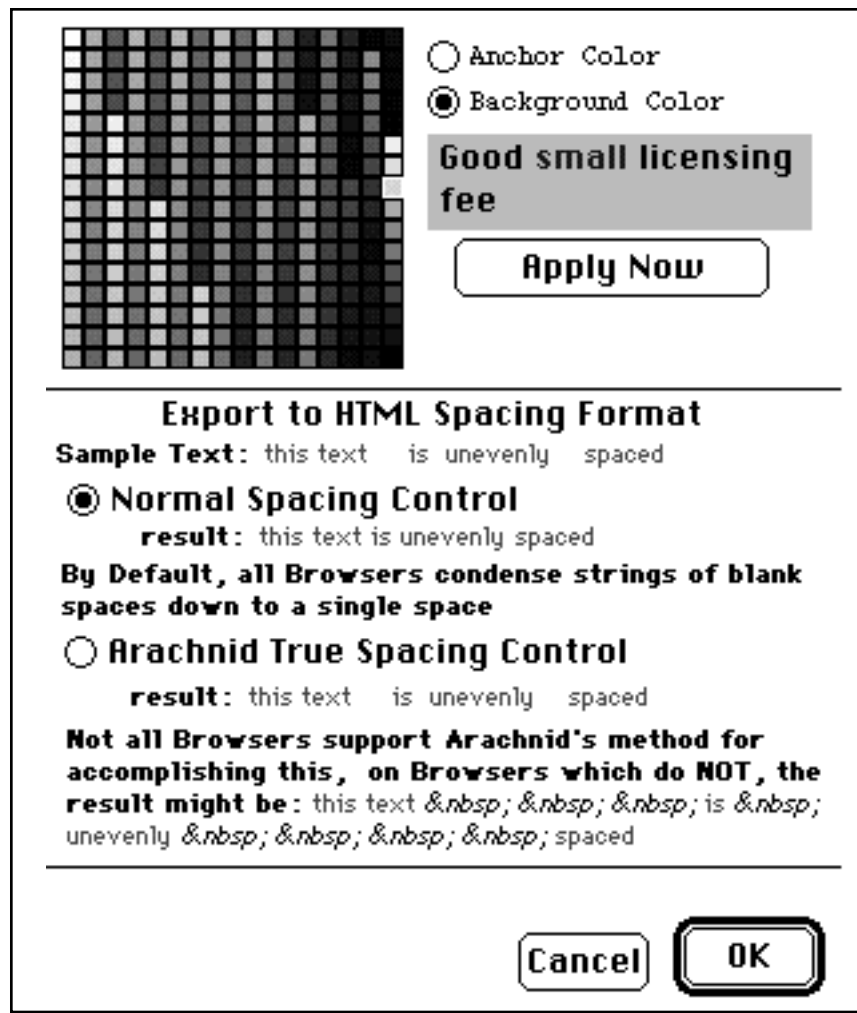 Anchor Color
Background Color
Good small licensing
fee
Apply Now
Export to HTML Spacing Format
Sample Text: this text    is  unevenly    spaced
Normal Spacing Control
result: this text is unevenly spaced
By Default, all Browsers condense strings of blank
spaces down to a single space
Arachnid True Spacing Control
result: this text    is  unevenly    spaced
Not all Browsers support Arachnid's method for
accomplishing this,  on Browsers which do NOT, the
result might be: this text &nbsp; &nbsp; &nbsp; is &nbsp;
unevenly &nbsp; &nbsp; &nbsp; &nbsp; spaced
Cancel
OK